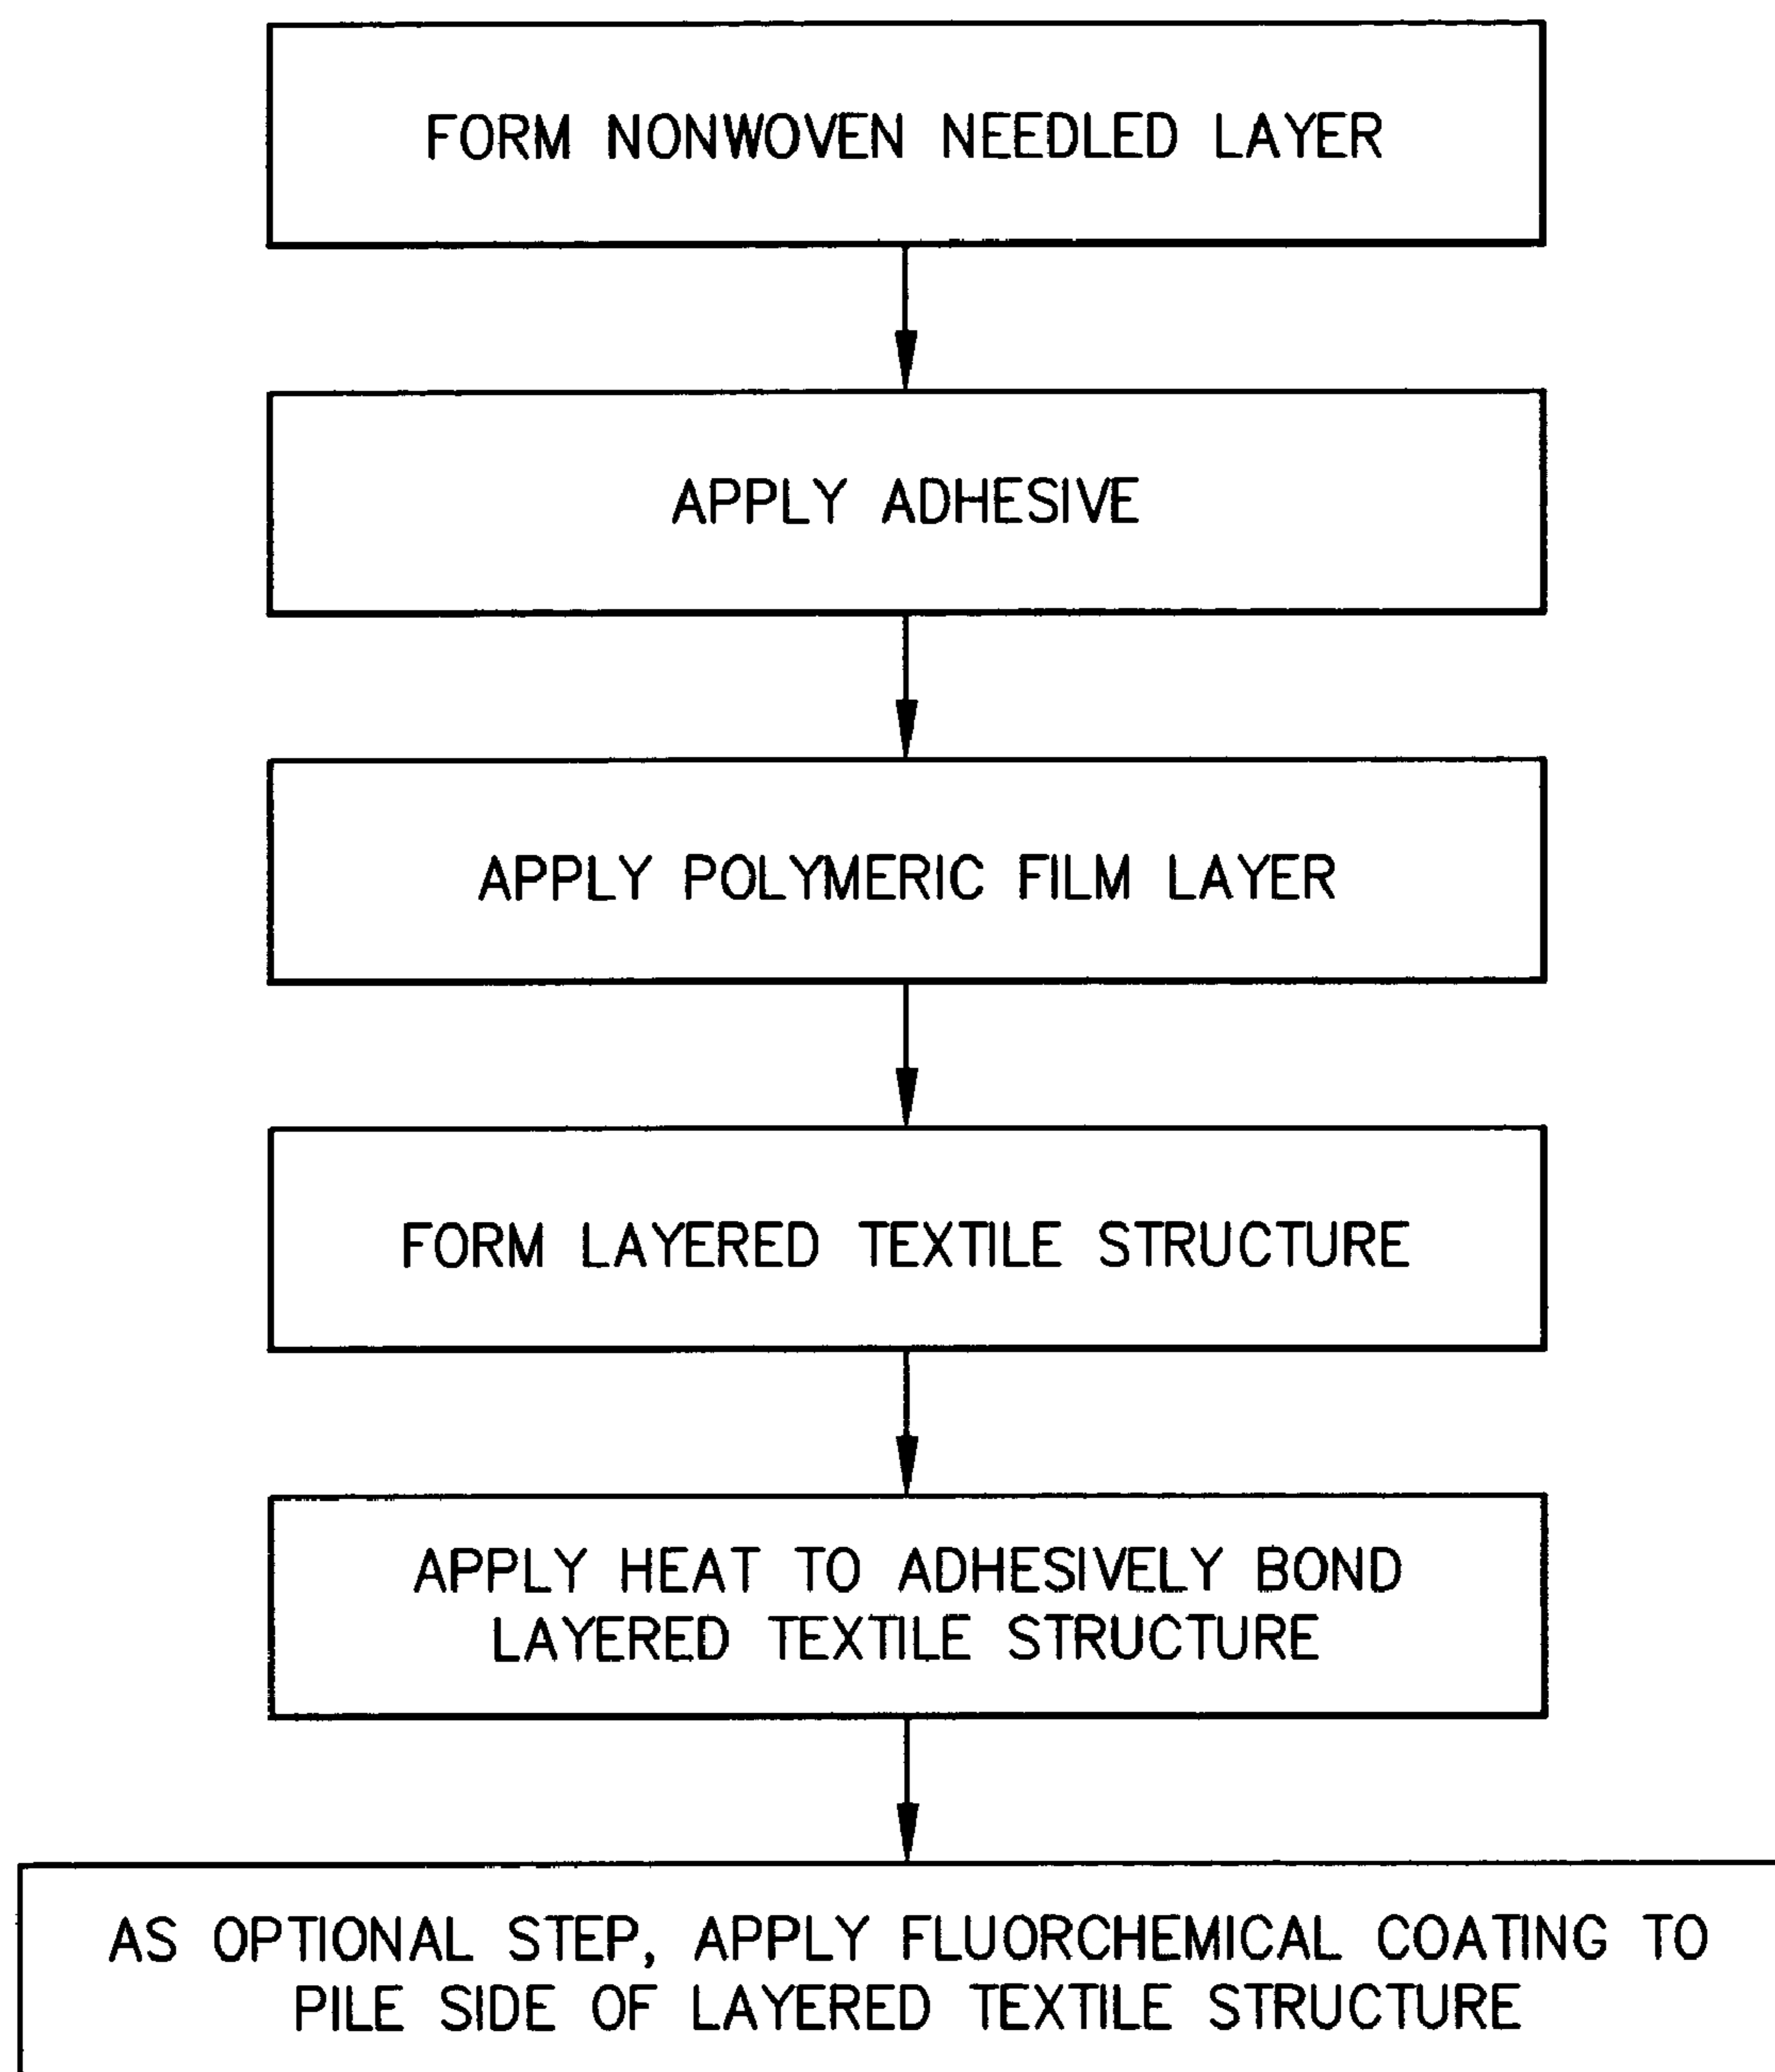 FORM NONWOVEN NEEDLED LAYER
APPLY ADHESIVE
APPLY POLYMERIC FILM LAYER
FORM LAYERED TEXTILE STRUCTURE
APPLY HEAT TO ADHESIVELY BOND
LAYERED TEXTILE STRUCTURE
AS OPTIONAL STEP, APPLY FLUORCHEMICAL COATING TO
PILE SIDE OF LAYERED TEXTILE STRUCTURE